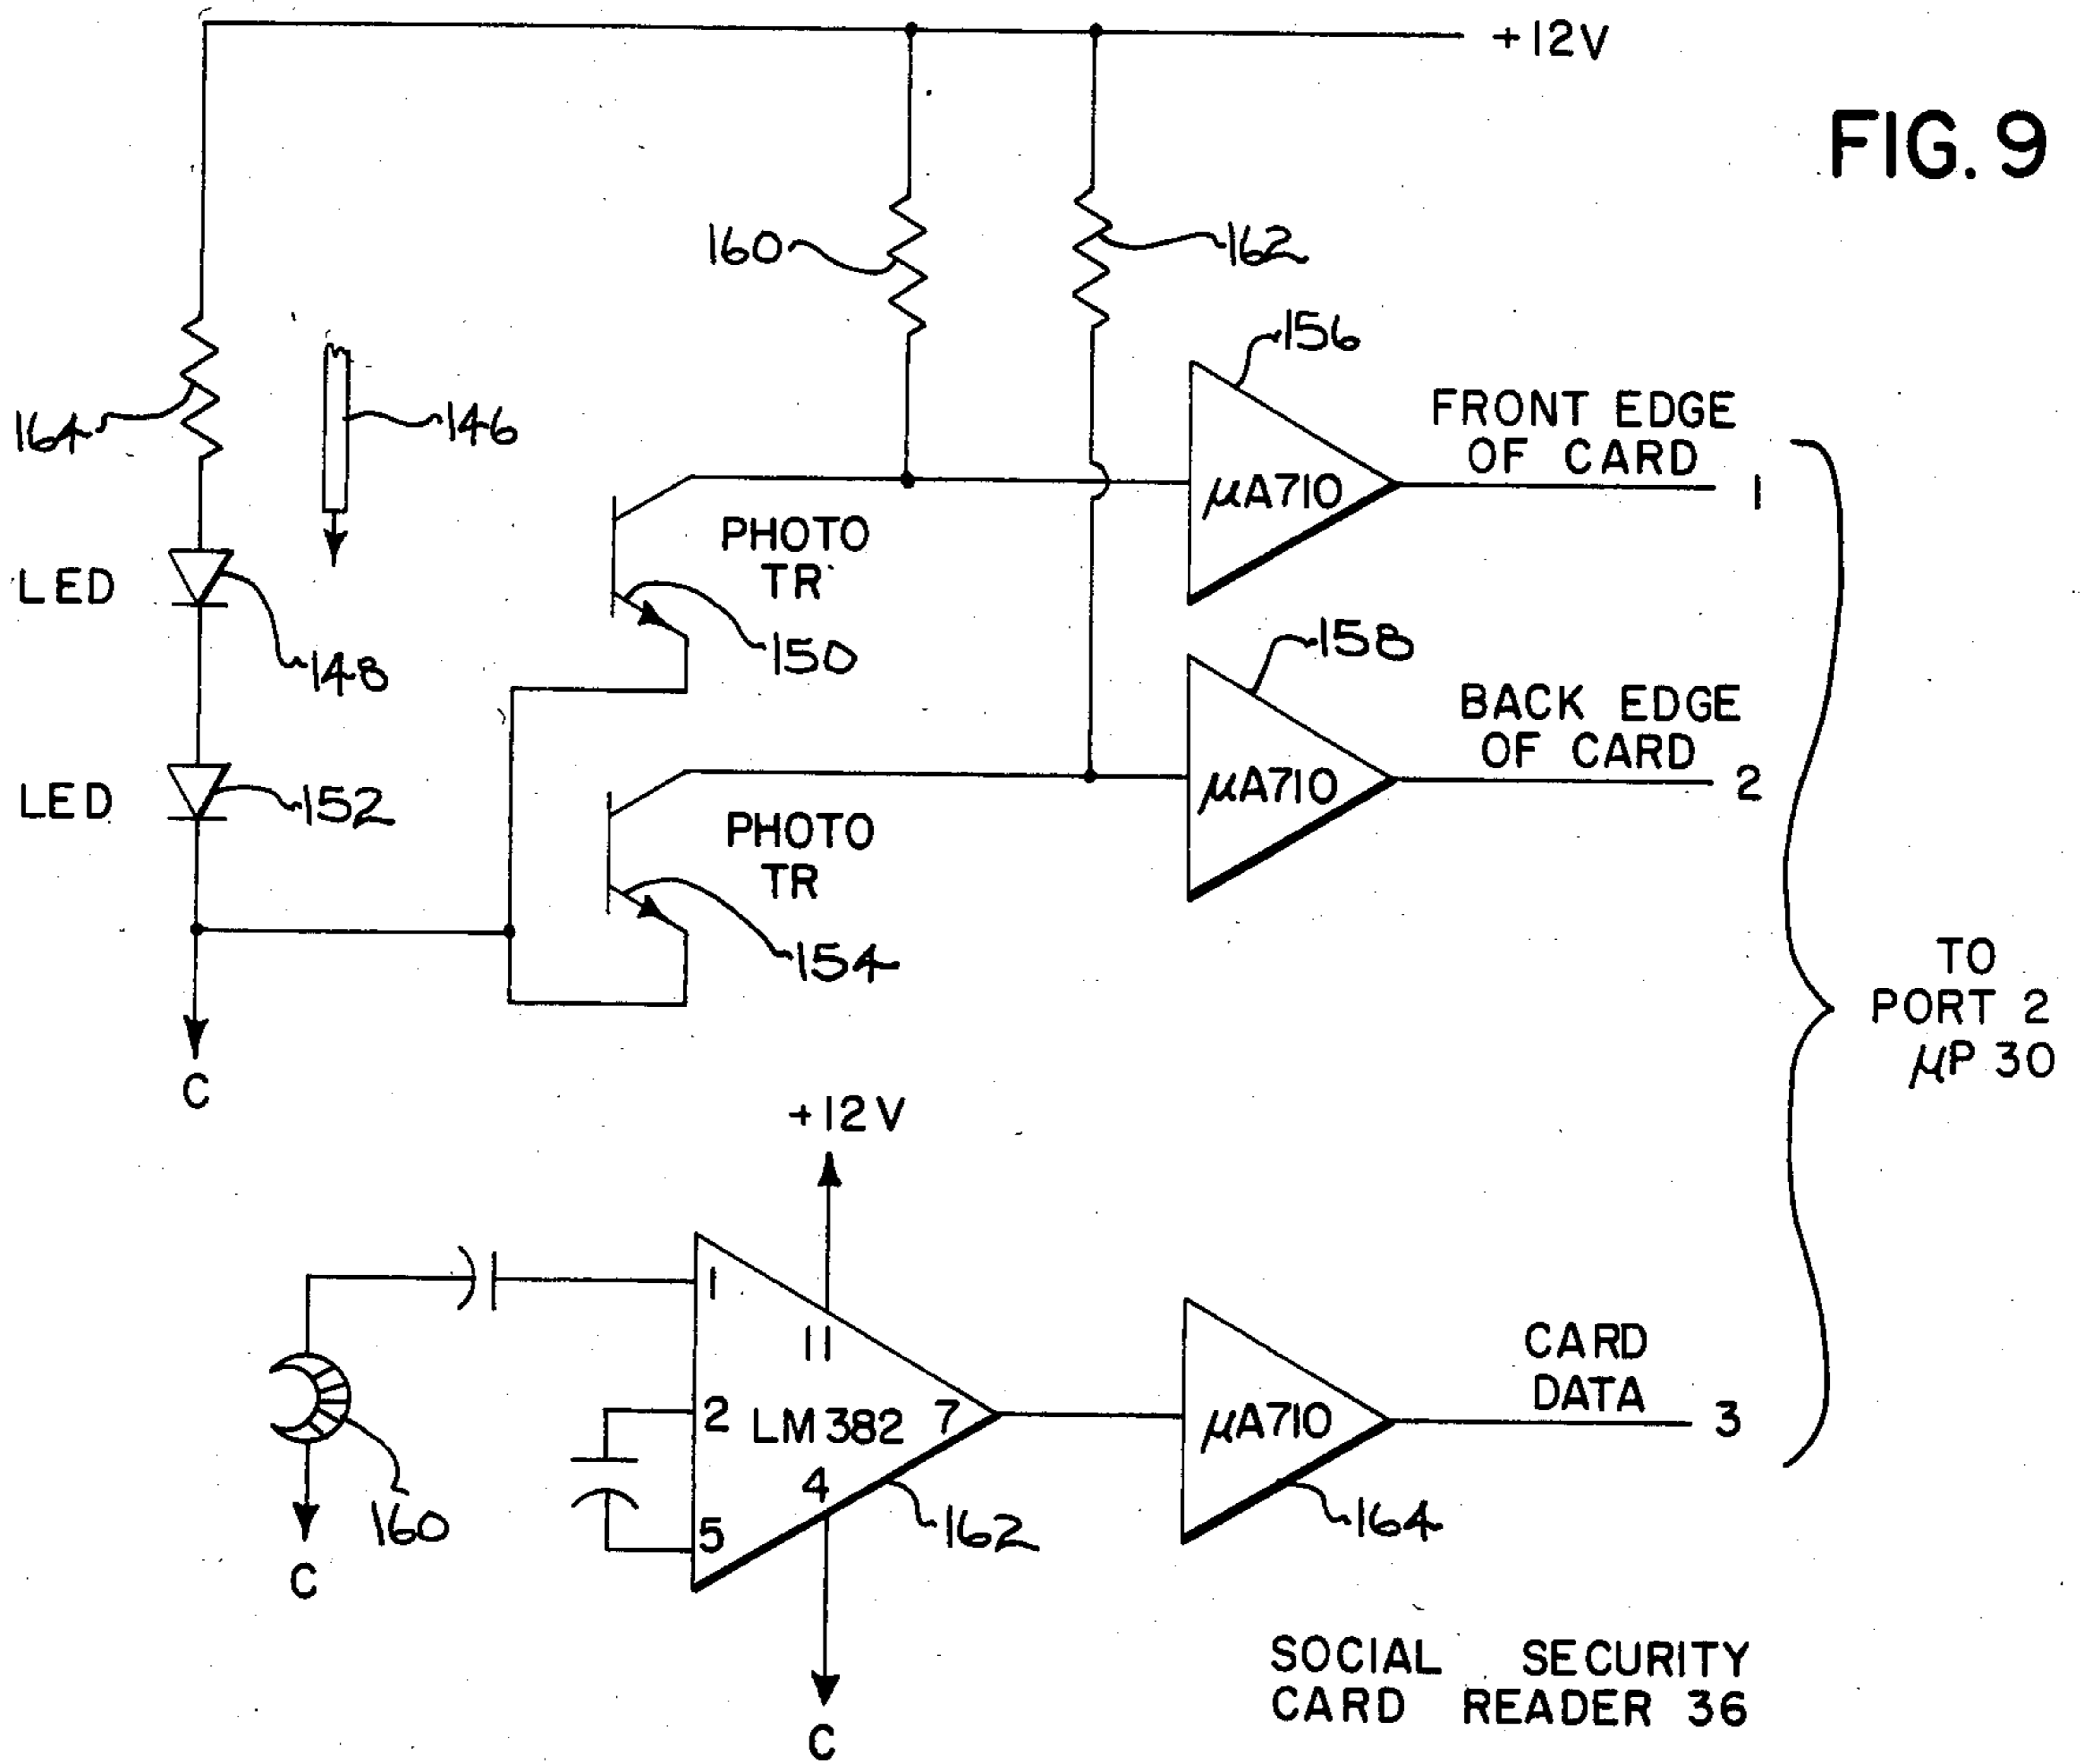 +12V
FIG. 9
160
162
156
164
146
FRONT EDGE
OF CARD
1
µA710
PHOTO
TR
LED
148
150
158
BACK EDGE
OF CARD
2
µA710
LED
152
PHOTO
TR
154
C
TO
PORT 2
µP 30
+12V
1
11
2
LM382
7
4
5
µA710
CARD
DATA
3
160
162
164
C
C
SOCIAL SECURITY
CARD READER 36